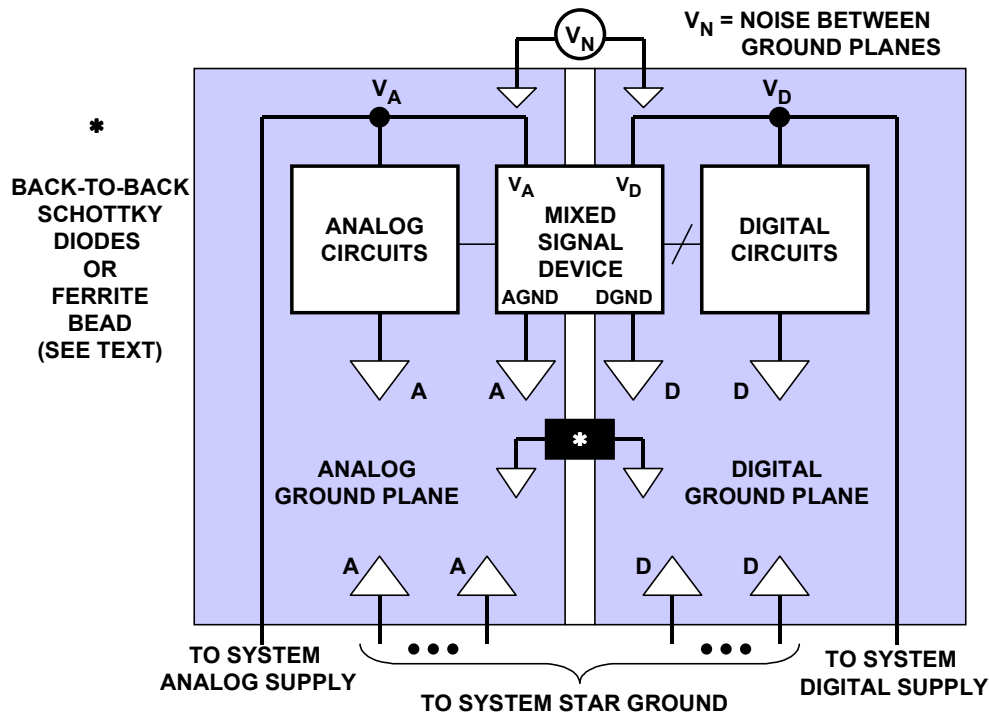 V_N = NOISE BETWEEN
GROUND PLANES
V_N
V_A
V_D
*
BACK-TO-BACK
SCHOTTKY
DIODES
OR
FERRITE
BEAD
(SEE TEXT)
ANALOG
CIRCUITS
V_A
V_D
MIXED
SIGNAL
DEVICE
AGND
DGND
DIGITAL
CIRCUITS
A
A
D
D
*
ANALOG
GROUND PLANE
DIGITAL
GROUND PLANE
A
A
D
D
TO SYSTEM
ANALOG SUPPLY
TO SYSTEM STAR GROUND
TO SYSTEM
DIGITAL SUPPLY